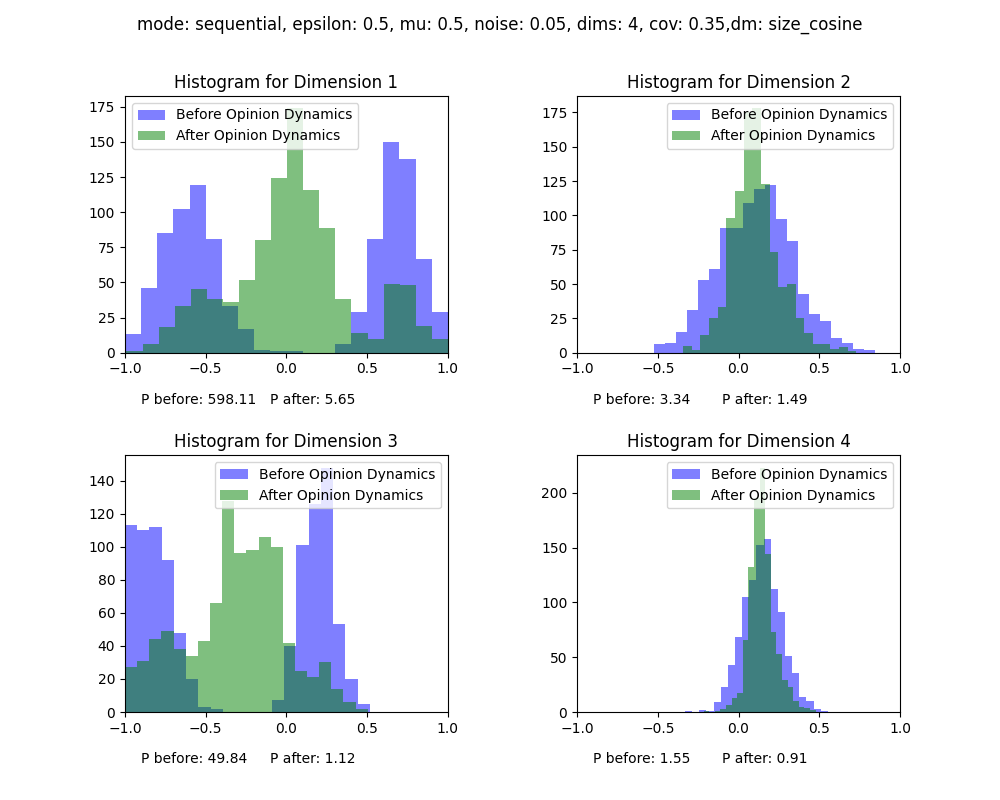 mode: sequential, epsilon: 0.5, mu: 0.5, noise: 0.05, dims: 4, cov: 0.35,dm: size_cosine
Histogram for Dimension 1
Before Opinion Dynamics
After Opinion Dynamics
175
150
125
100
75
50
25
0
−1.0 −0.5 0.0 0.5 1.0
P before: 598.11 P after: 5.65
Histogram for Dimension 2
Before Opinion Dynamics
After Opinion Dynamics
175
150
125
100
75
50
25
0
−1.0 −0.5 0.0 0.5 1.0
P before: 3.34 P after: 1.49
Histogram for Dimension 3
Before Opinion Dynamics
After Opinion Dynamics
140
120
100
80
60
40
20
0
−1.0 −0.5 0.0 0.5 1.0
P before: 49.84 P after: 1.12
Histogram for Dimension 4
Before Opinion Dynamics
After Opinion Dynamics
200
150
100
50
0
−1.0 −0.5 0.0 0.5 1.0
P before: 1.55 P after: 0.91